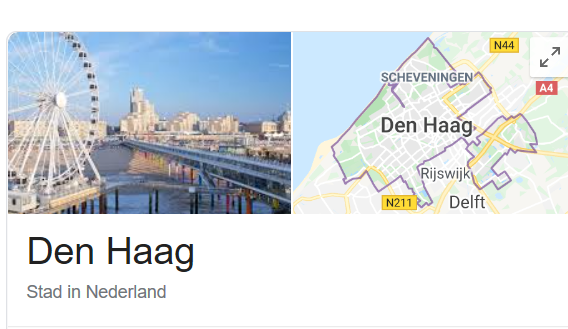 N44
SCHEVENINGEN
A4
Den Haag
Rijswijk
N211
Delft
Den Haag
Stad in Nederland